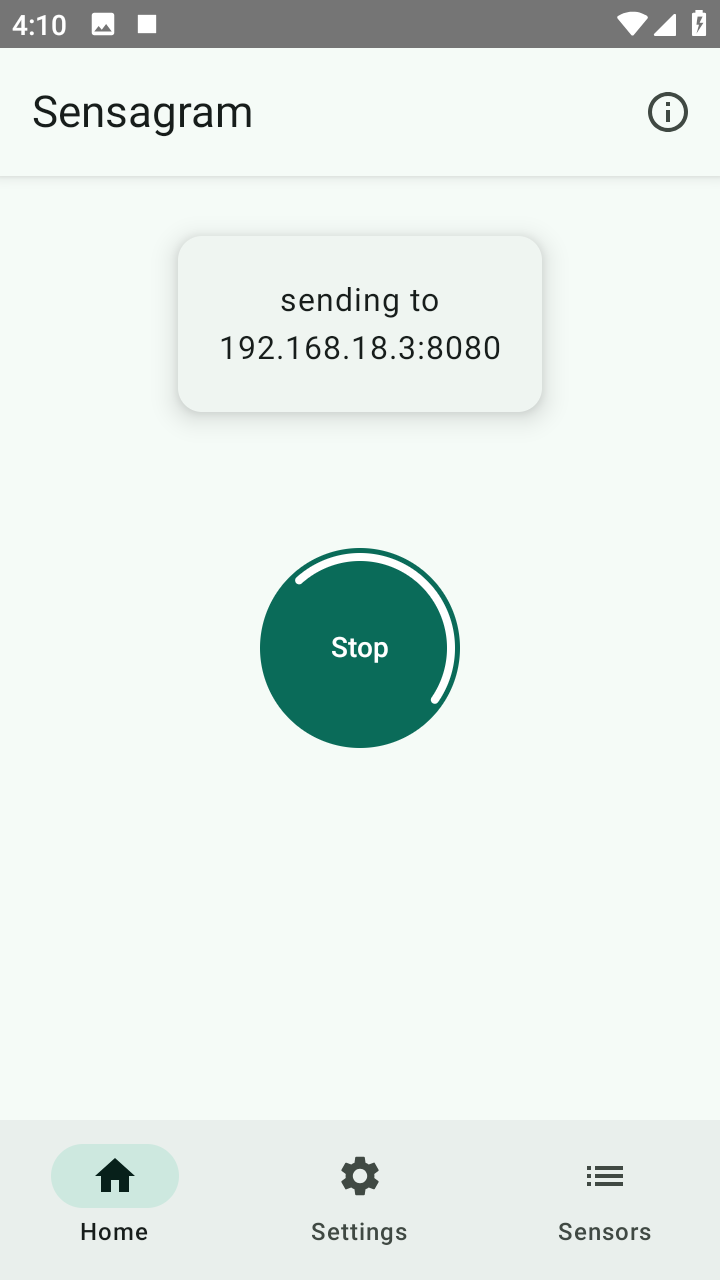 4:10
Sensagram
sending to
192.168.18.3:8080
Stop
Home
Settings
Sensors